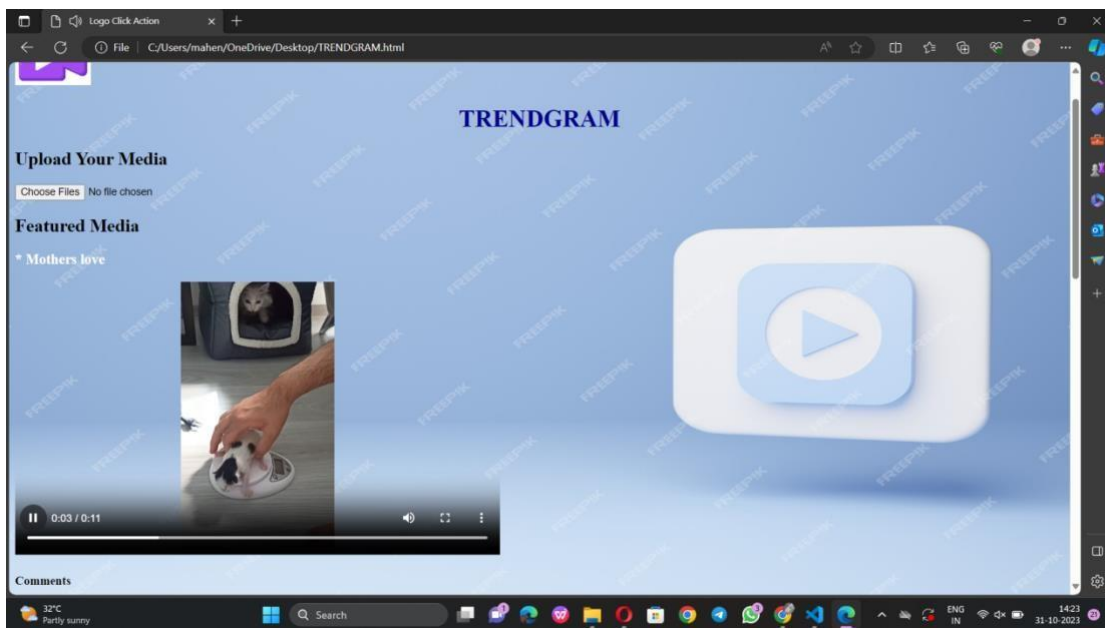 Logo Click Action
File
C:/Users/mahen/OneDrive/Desktop/TRENDGRAM.html
TRENDGRAM
Upload Your Media
Choose Files No file chosen
Featured Media
* Mothers love
0:03 / 0:11
Comments
FREEPIK
32°C
Partly sunny
Search
ENG
IN
14:23
31-10-2023